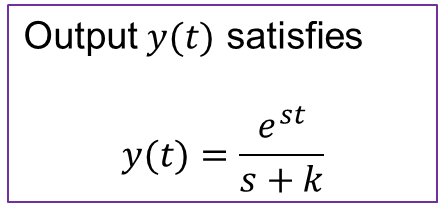 Output y(t) satisfies
y(t) = e^{st} / (s + k)